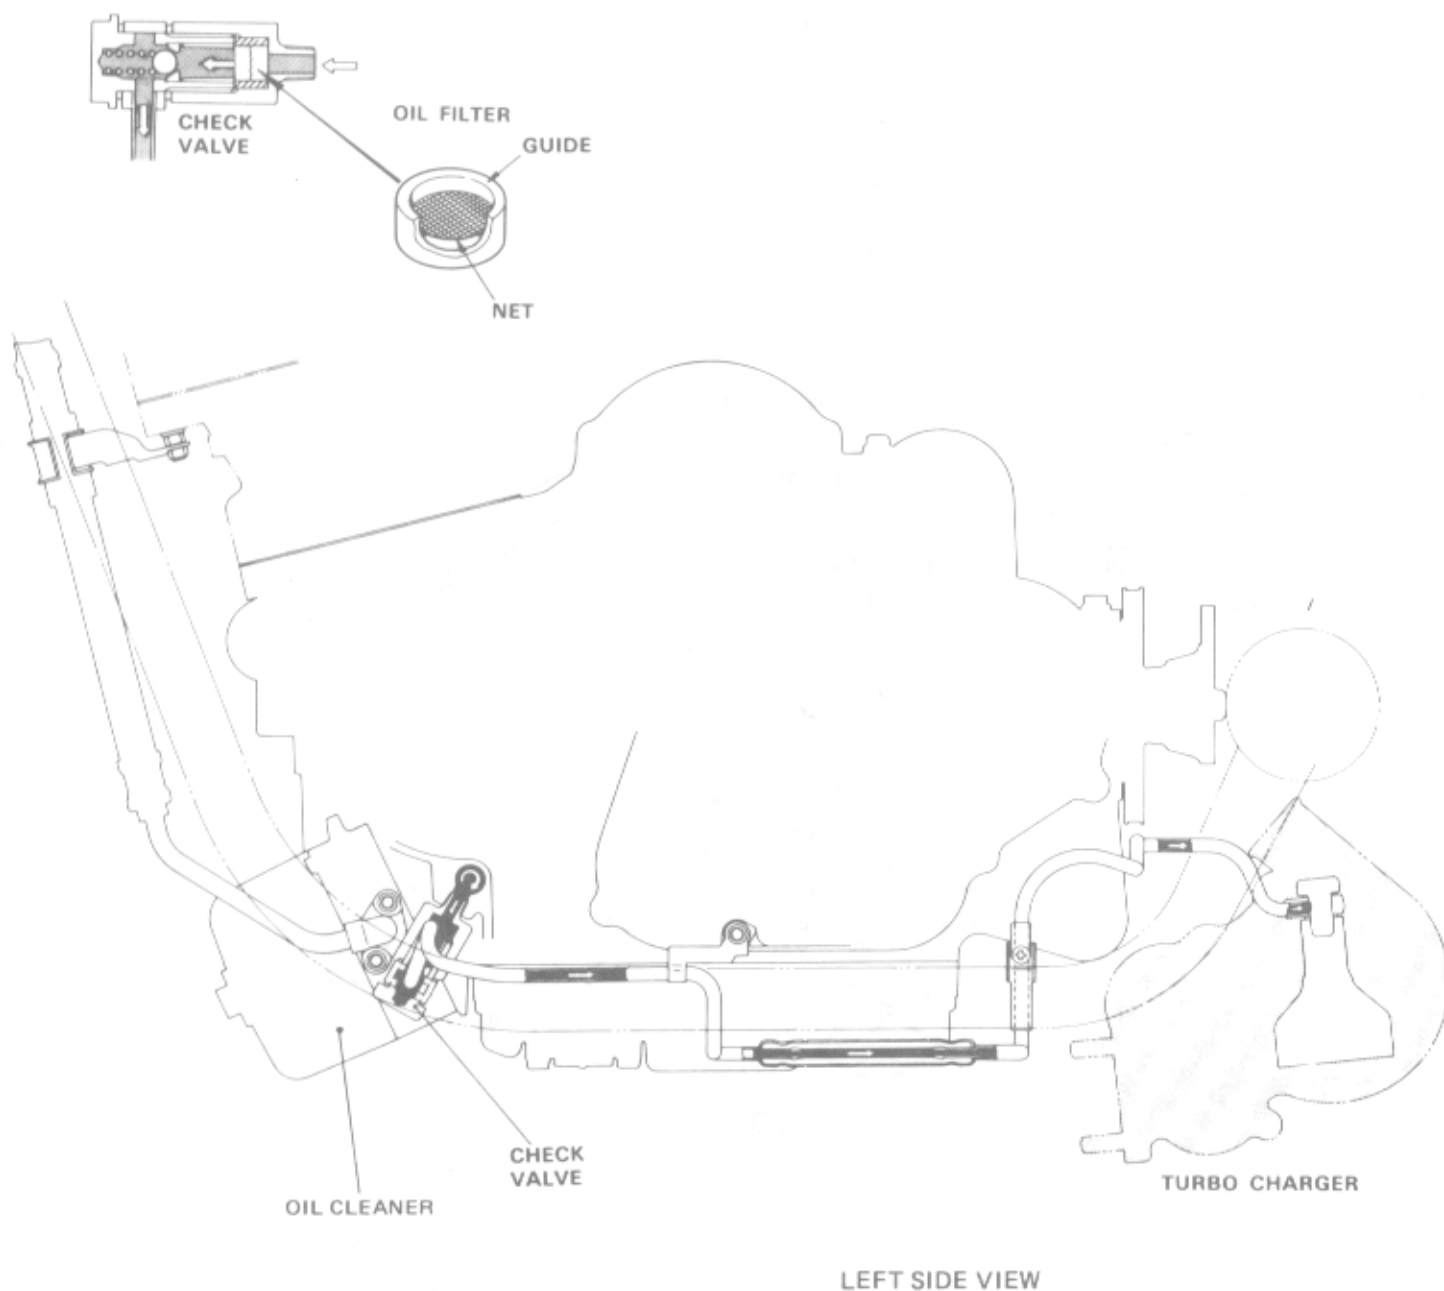 CHECK
VALVE
OIL FILTER
GUIDE
NET
CHECK
VALVE
OIL CLEANER
TURBO CHARGER
LEFT SIDE VIEW